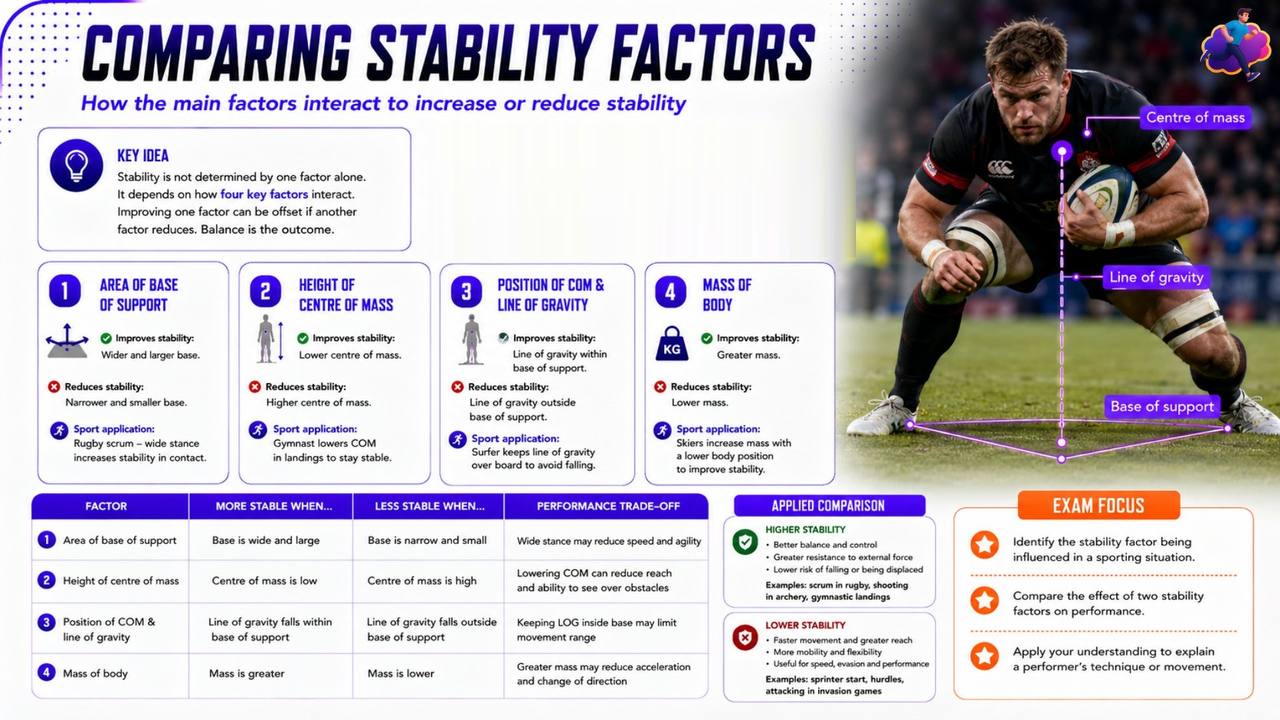 COMPARING STABILITY FACTORS
How the main factors interact to increase or reduce stability
KEY IDEA
Stability is not determined by one factor alone.
It depends on how four key factors interact.
Improving one factor can be offset if another
factor reduces. Balance is the outcome.
1
AREA OF BASE
OF SUPPORT
Improves stability:
Wider and larger base.
Reduces stability:
Narrower and smaller base.
Sport application:
Rugby scrum – wide stance
increases stability in contact.
2
HEIGHT OF
CENTRE OF MASS
Improves stability:
Lower centre of mass.
Reduces stability:
Higher centre of mass.
Sport application:
Gymnast lowers COM
in landings to stay stable.
3
POSITION OF COM &
LINE OF GRAVITY
Improves stability:
Line of gravity within
base of support.
Reduces stability:
Line of gravity outside
base of support.
Sport application:
Surfer keeps line of gravity
over board to avoid falling.
4
MASS OF
BODY
KG
Improves stability:
Greater mass.
Reduces stability:
Lower mass.
Sport application:
Skiers increase mass with
a lower body position
to improve stability.
Centre of mass
Line of gravity
Base of support
FACTOR MORE STABLE WHEN... LESS STABLE WHEN... PERFORMANCE TRADE-OFF
1 Area of base of support Base is wide and large Base is narrow and small Wide stance may reduce speed and agility
2 Height of centre of mass Centre of mass is low Centre of mass is high Lowering COM can reduce reach
and ability to see over obstacles
3 Position of COM & Line of gravity falls within Line of gravity falls outside Keeping LOG inside base may limit
line of gravity base of support base of support movement range
4 Mass of body Mass is greater Mass is lower Greater mass may reduce acceleration
and change of direction
APPLIED COMPARISON
HIGHER STABILITY
• Better balance and control
• Greater resistance to external force
• Lower risk of falling or being displaced
Examples: scrum in rugby, shooting
in archery, gymnastic landings
LOWER STABILITY
• Faster movement and greater reach
• More mobility and flexibility
• Useful for speed, evasion and performance
Examples: sprinter start, hurdles,
attacking in invasion games
EXAM FOCUS
Identify the stability factor being
influenced in a sporting situation.
Compare the effect of two stability
factors on performance.
Apply your understanding to explain
a performer's technique or movement.